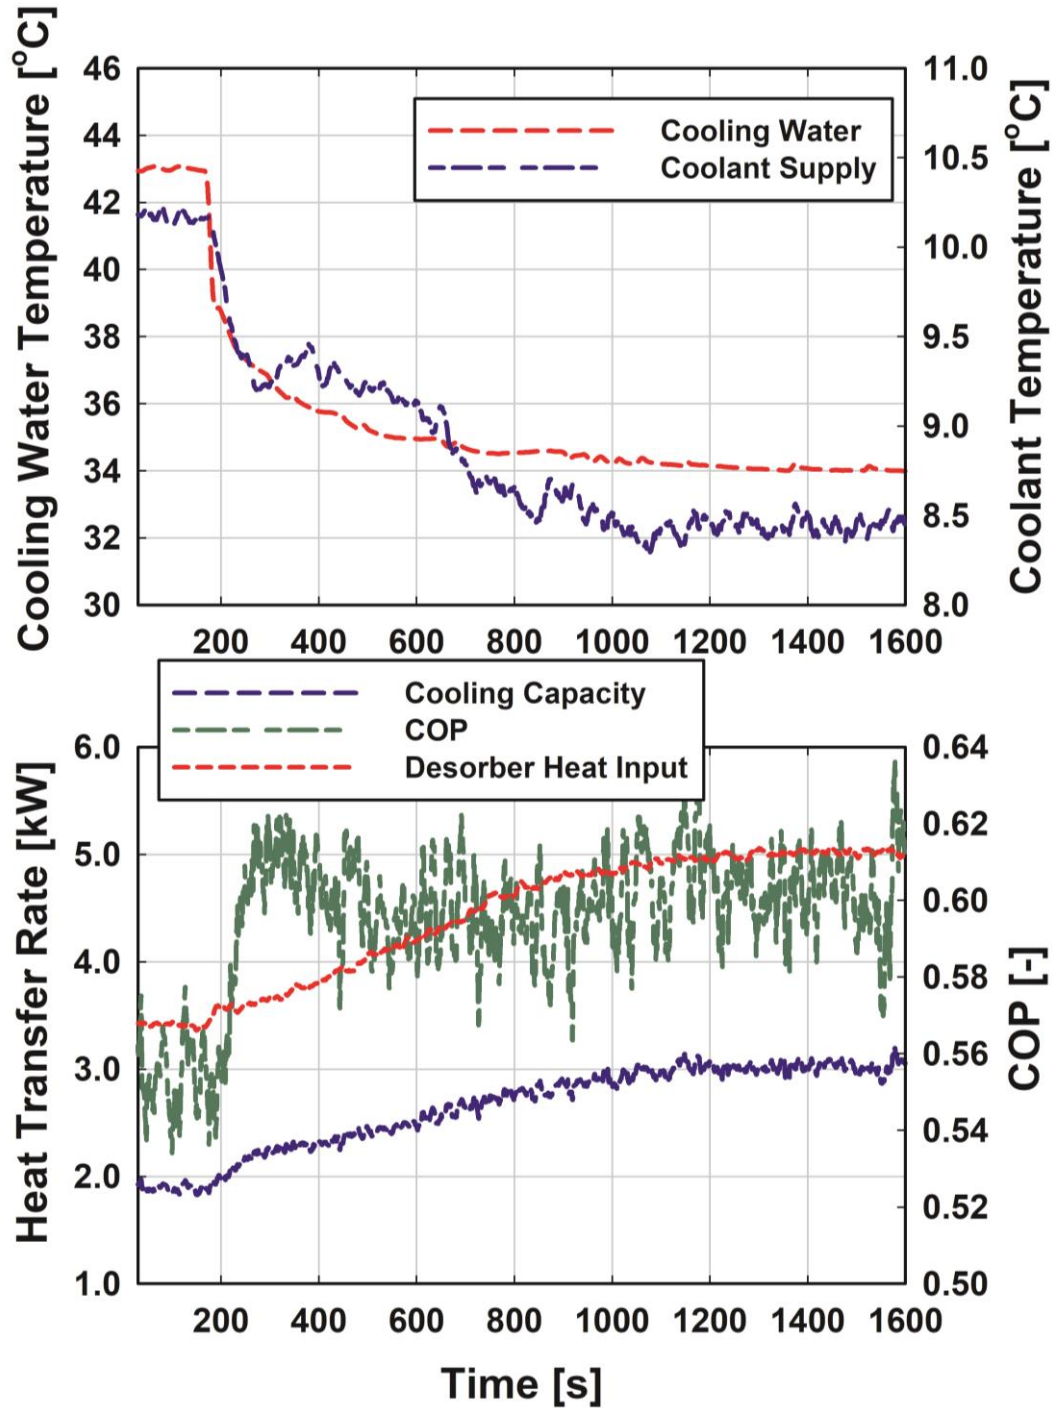 Cooling Water Temperature [°C]
46
44
42
40
38
36
34
32
30
Cooling Water
Coolant Supply
11.0
10.5
10.0
9.5
9.0
8.5
8.0
Coolant Temperature [°C]
200 400 600 800 1000 1200 1400 1600
Cooling Capacity
COP
Desorber Heat Input
Heat Transfer Rate [kW]
6.0
5.0
4.0
3.0
2.0
1.0
0.64
0.62
0.60
0.58
0.56
0.54
0.52
0.50
COP [-]
200 400 600 800 1000 1200 1400 1600
Time [s]